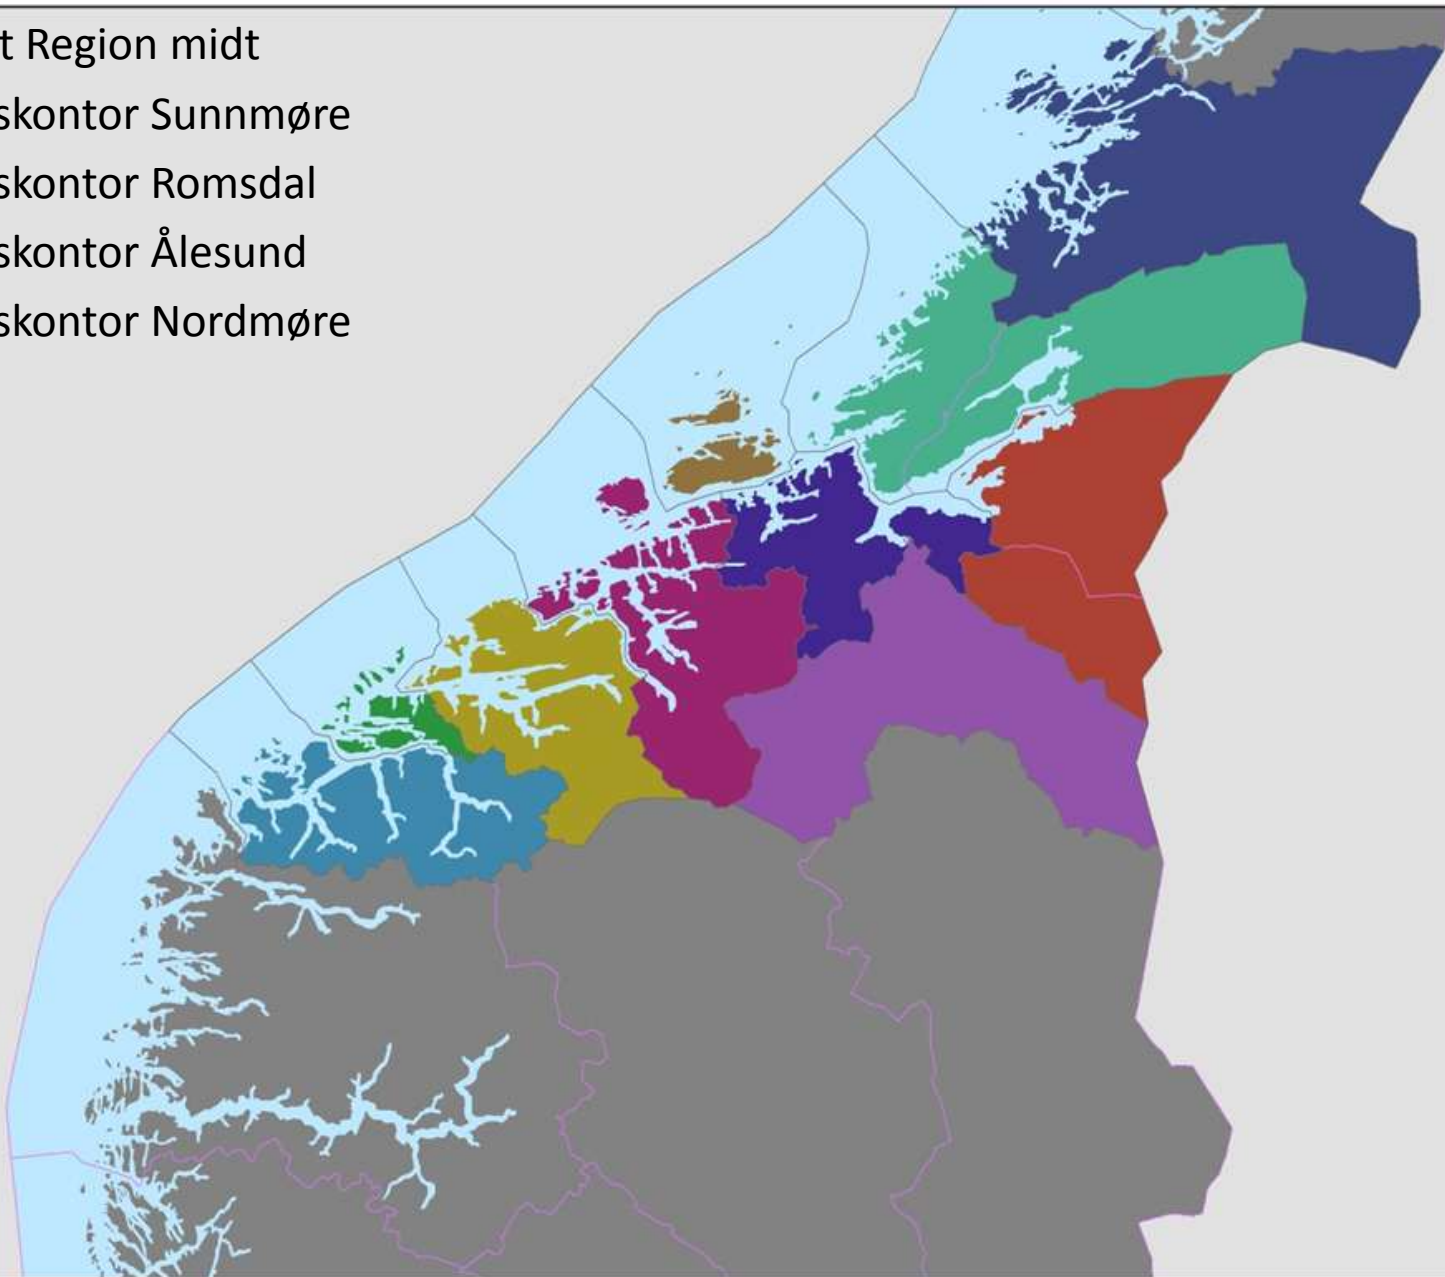 t Region midt
skontor Sunnmøre
skontor Romsdal
skontor Ålesund
skontor Nordmøre